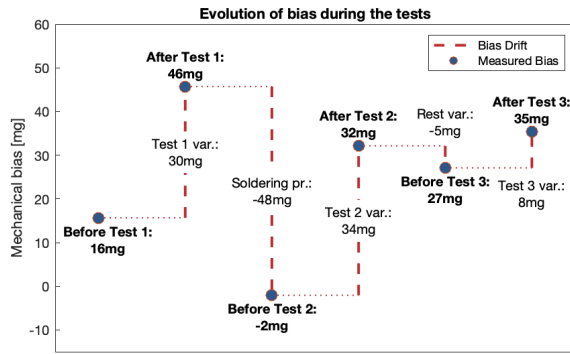 Evolution of bias during the tests
Mechanical bias [mg]
60
50
40
30
20
10
0
-10
Bias Drift
Measured Bias
Before Test 1:
16mg
Test 1 var.:
30mg
After Test 1:
46mg
Soldering pr.:
-48mg
Before Test 2:
-2mg
Test 2 var.:
34mg
After Test 2:
32mg
Rest var.:
-5mg
Before Test 3:
27mg
Test 3 var.:
8mg
After Test 3:
35mg